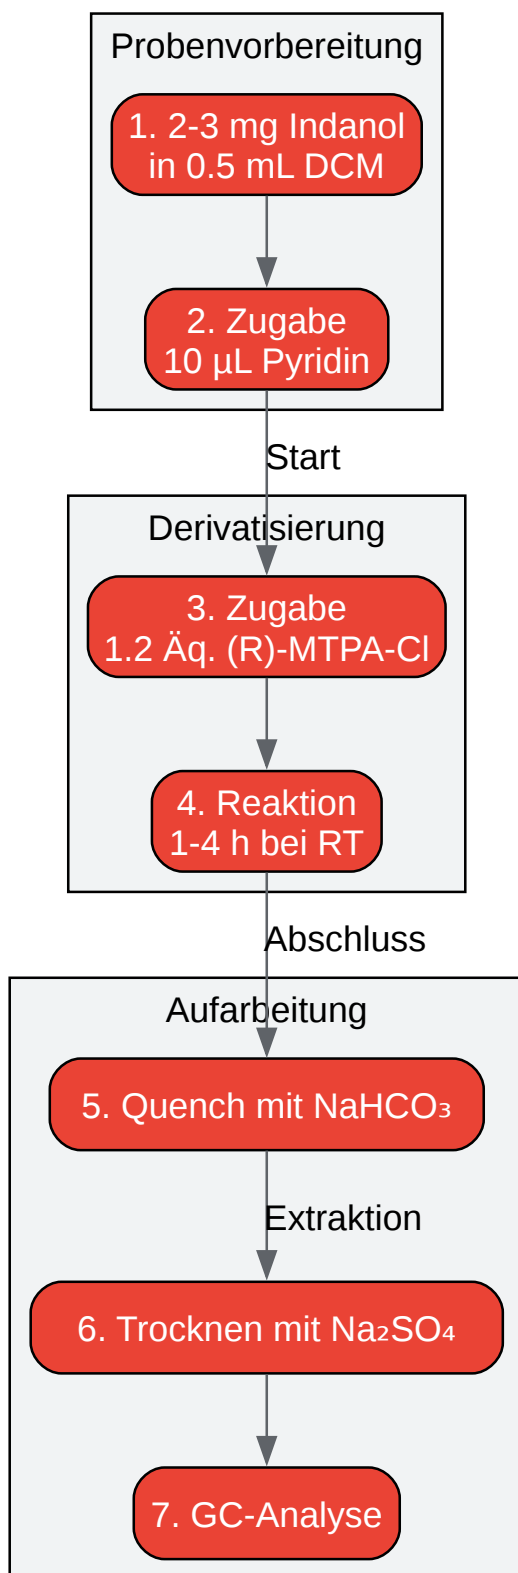 Probenvorbereitung
1. 2-3 mg Indanol
in 0.5 mL DCM
2. Zugabe
10 µL Pyridin
Start
Derivatisierung
3. Zugabe
1.2 Äq. (R)-MTPA-Cl
4. Reaktion
1-4 h bei RT
Abschluss
Aufarbeitung
5. Quench mit NaHCO₃
Extraktion
6. Trocknen mit Na₂SO₄
7. GC-Analyse